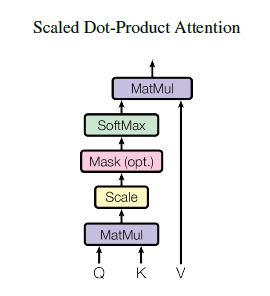 Scaled Dot-Product Attention
MatMul
SoftMax
Mask (opt.)
Scale
MatMul
Q K V